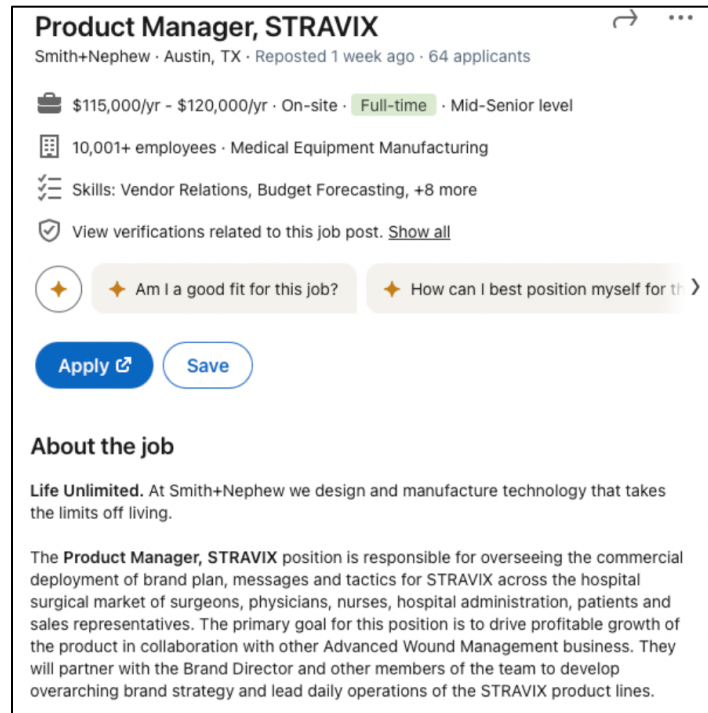 Product Manager, STRAVIX
Smith+Nephew · Austin, TX · Reposted 1 week ago · 64 applicants
$115,000/yr - $120,000/yr · On-site · Full-time · Mid-Senior level
10,001+ employees · Medical Equipment Manufacturing
Skills: Vendor Relations, Budget Forecasting, +8 more
View verifications related to this job post. Show all
Am I a good fit for this job? How can I best position myself for th
Apply Save
About the job
Life Unlimited. At Smith+Nephew we design and manufacture technology that takes
the limits off living.
The Product Manager, STRAVIX position is responsible for overseeing the commercial
deployment of brand plan, messages and tactics for STRAVIX across the hospital
surgical market of surgeons, physicians, nurses, hospital administration, patients and
sales representatives. The primary goal for this position is to drive profitable growth of
the product in collaboration with other Advanced Wound Management business. They
will partner with the Brand Director and other members of the team to develop
overarching brand strategy and lead daily operations of the STRAVIX product lines.